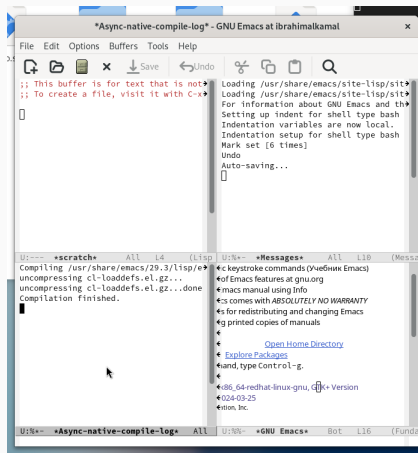 *Async-native-compile-log* - GNU Emacs at ibrahimalkamal
File Edit Options Buffers Tools Help
Save Undo
;; This buffer is for text that is not
;; To create a file, visit it with C-x
U:--- *scratch* All L4 (Lisp
Loading /usr/share/emacs/site-lisp/sit
Loading /usr/share/emacs/site-lisp/sit
For information about GNU Emacs and th
Setting up indent for shell type bash
Indentation variables are now local.
Indentation setup for shell type bash
Mark set [6 times]
Undo
Auto-saving...
U:%*- *Messages* All L10 (Messa
Compiling /usr/share/emacs/29.3/lisp/e
uncompressing cl-loaddefs.el.gz...
uncompressing cl-loaddefs.el.gz...done
Compilation finished.
U:%*- *Async-native-compile-log* All
c keystroke commands (Учебник Emacs)
of Emacs features at gnu.org
macs manual using Info
s comes with ABSOLUTELY NO WARRANTY
s for redistributing and changing Emacs
g printed copies of manuals
Open Home Directory
Explore Packages
and, type Control-g.
x86_64-redhat-linux-gnu, GTK+ Version
024-03-25
ation, Inc.
U:%%- *GNU Emacs* Bot L16 (Funda